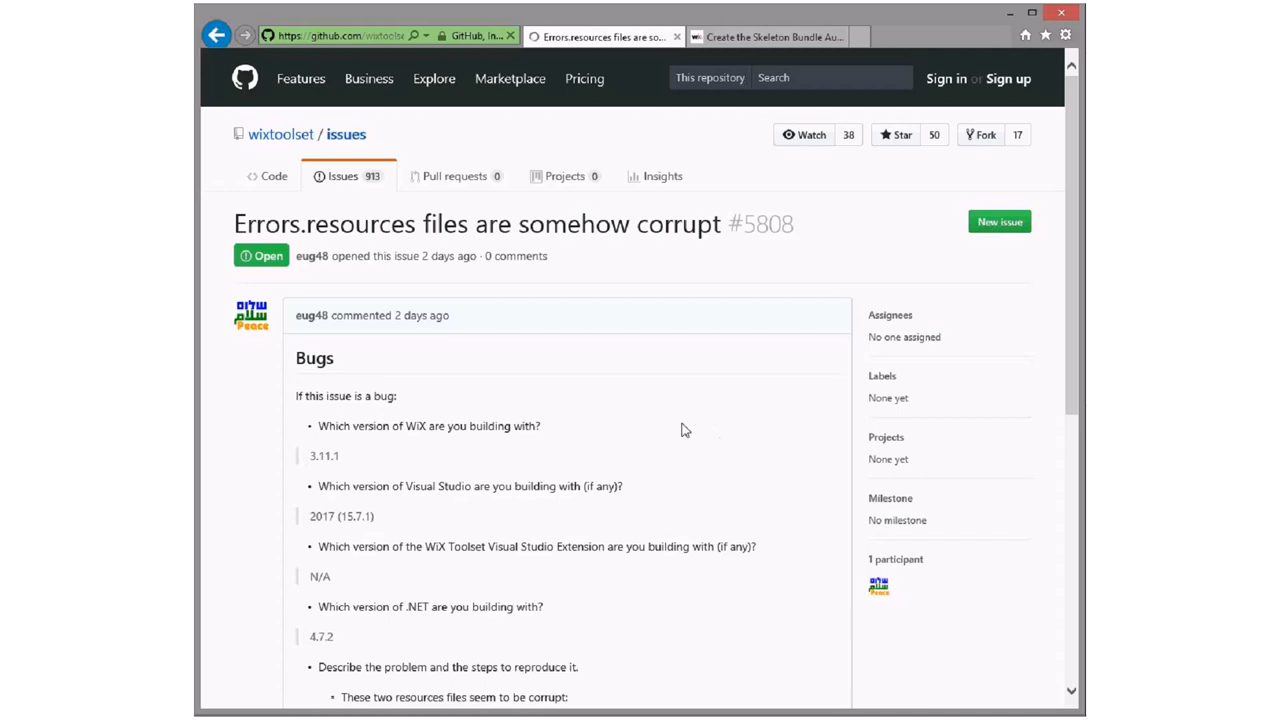 https://github.com/wixtoolse GitHub, In... Errors.resources files are so... Create the Skeleton Bundle Au...
Features Business Explore Marketplace Pricing This repository Search Sign in or Sign up
wixtoolset / issues Watch 38 Star 50 Fork 17
Code Issues 913 Pull requests 0 Projects 0 Insights
Errors.resources files are somehow corrupt #5808 New issue
Open eug48 opened this issue 2 days ago · 0 comments
שלום
سلام
Peace
eug48 commented 2 days ago
Bugs
If this issue is a bug:
• Which version of WiX are you building with?
3.11.1
• Which version of Visual Studio are you building with (if any)?
2017 (15.7.1)
• Which version of the WiX Toolset Visual Studio Extension are you building with (if any)?
N/A
• Which version of .NET are you building with?
4.7.2
• Describe the problem and the steps to reproduce it.
▪ These two resources files seem to be corrupt:
Assignees
No one assigned
Labels
None yet
Projects
None yet
Milestone
No milestone
1 participant
שלום
سلام
Peace